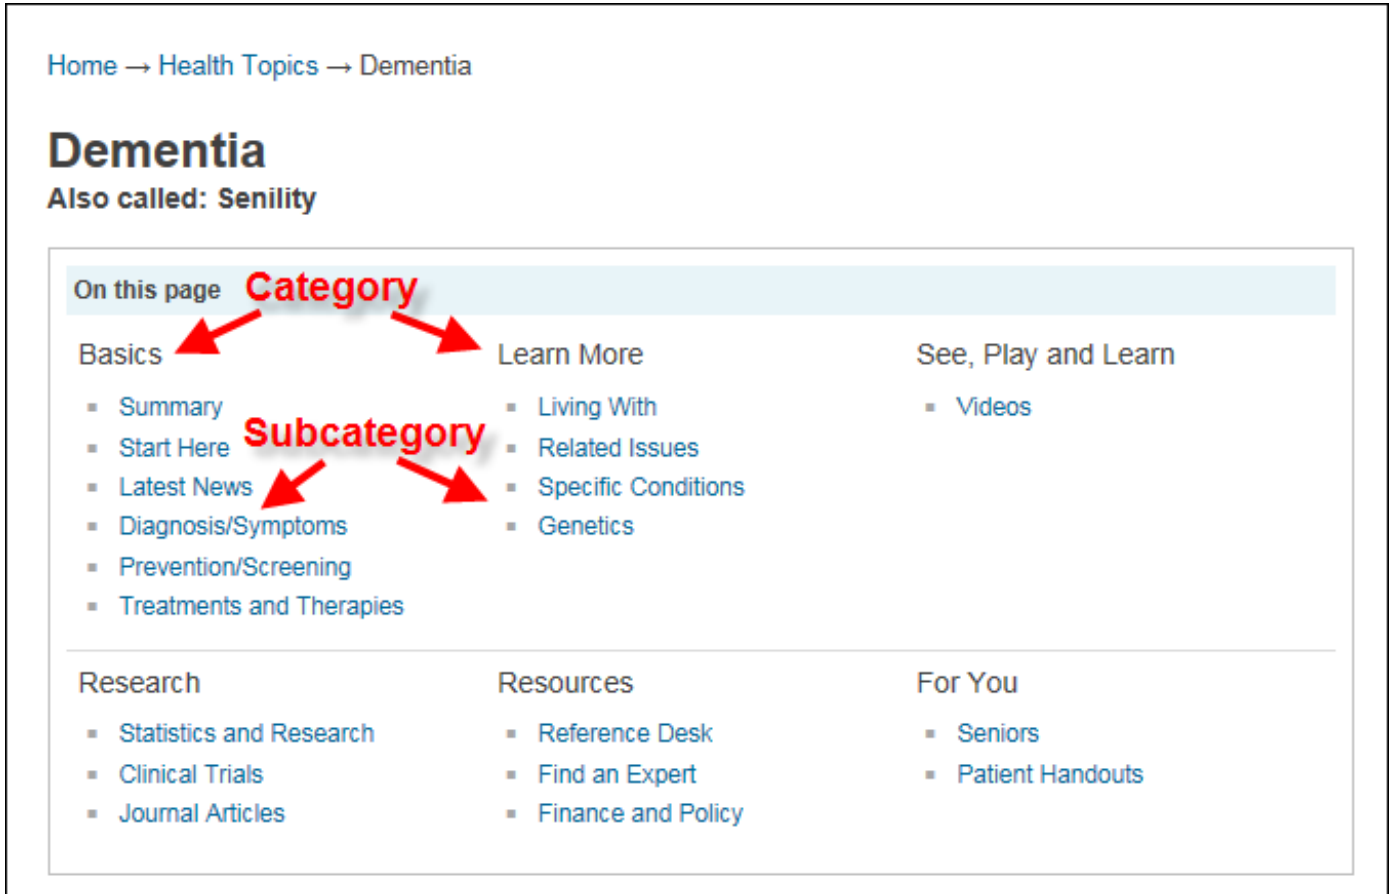 Home → Health Topics → Dementia
Dementia
Also called: Senility
On this page
Category
Basics
Summary
Start Here
Latest News
Diagnosis/Symptoms
Prevention/Screening
Treatments and Therapies
Subcategory
Learn More
Living With
Related Issues
Specific Conditions
Genetics
See, Play and Learn
Videos
Research
Statistics and Research
Clinical Trials
Journal Articles
Resources
Reference Desk
Find an Expert
Finance and Policy
For You
Seniors
Patient Handouts